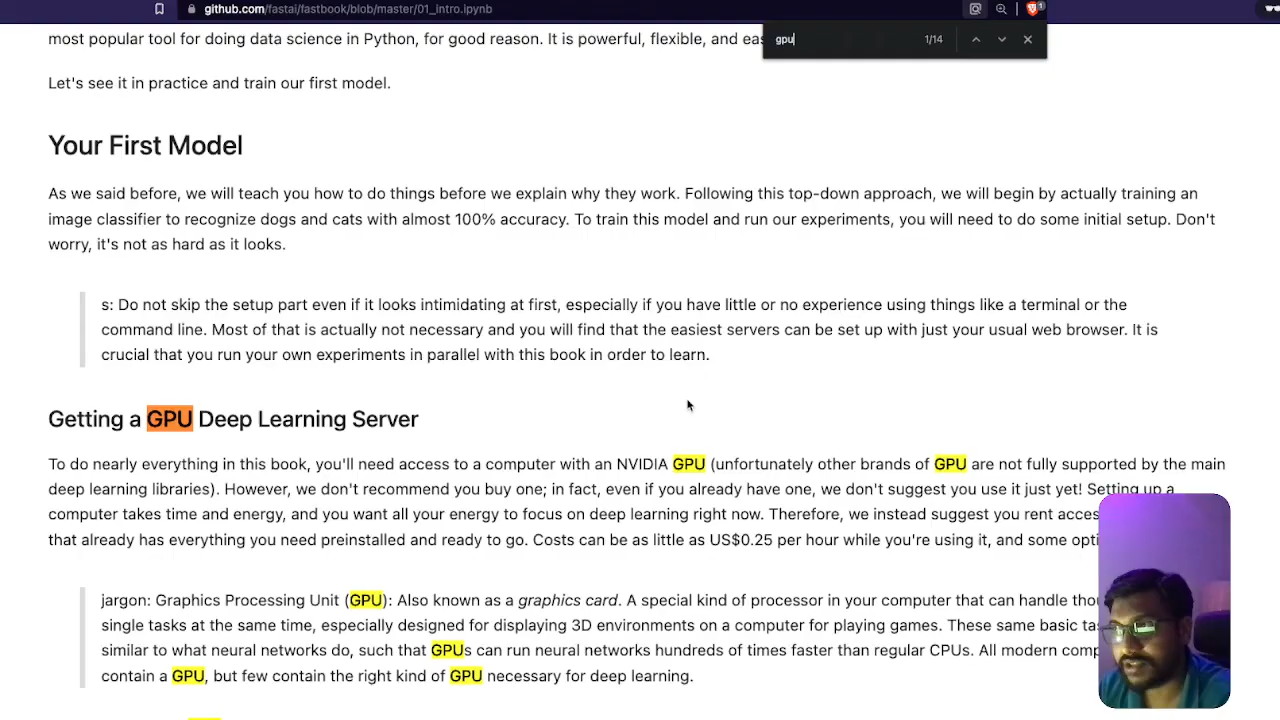 github.com/fastai/fastbook/blob/master/01_intro.ipynb
1
gpu
1/14
most popular tool for doing data science in Python, for good reason. It is powerful, flexible, and eas
Let's see it in practice and train our first model.
Your First Model
As we said before, we will teach you how to do things before we explain why they work. Following this top-down approach, we will begin by actually training an
image classifier to recognize dogs and cats with almost 100% accuracy. To train this model and run our experiments, you will need to do some initial setup. Don't
worry, it's not as hard as it looks.
s: Do not skip the setup part even if it looks intimidating at first, especially if you have little or no experience using things like a terminal or the
command line. Most of that is actually not necessary and you will find that the easiest servers can be set up with just your usual web browser. It is
crucial that you run your own experiments in parallel with this book in order to learn.
Getting a GPU Deep Learning Server
To do nearly everything in this book, you'll need access to a computer with an NVIDIA GPU (unfortunately other brands of GPU are not fully supported by the main
deep learning libraries). However, we don't recommend you buy one; in fact, even if you already have one, we don't suggest you use it just yet! Setting up a
computer takes time and energy, and you want all your energy to focus on deep learning right now. Therefore, we instead suggest you rent acces
that already has everything you need preinstalled and ready to go. Costs can be as little as US$0.25 per hour while you're using it, and some opti
jargon: Graphics Processing Unit (GPU): Also known as a graphics card. A special kind of processor in your computer that can handle thou
single tasks at the same time, especially designed for displaying 3D environments on a computer for playing games. These same basic tas
similar to what neural networks do, such that GPUs can run neural networks hundreds of times faster than regular CPUs. All modern comp
contain a GPU, but few contain the right kind of GPU necessary for deep learning.